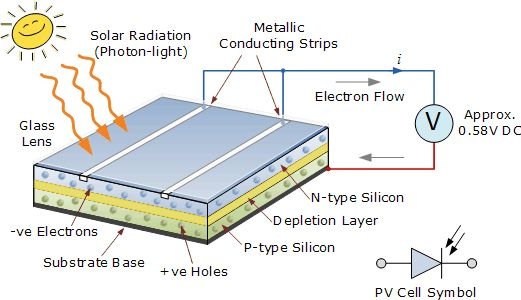 Solar Radiation
(Photon-light)
Metallic
Conducting Strips
i
Electron Flow
Glass
Lens
V
Approx.
0.58V DC
N-type Silicon
Depletion Layer
P-type Silicon
-ve Electrons
Substrate Base
+ve Holes
PV Cell Symbol